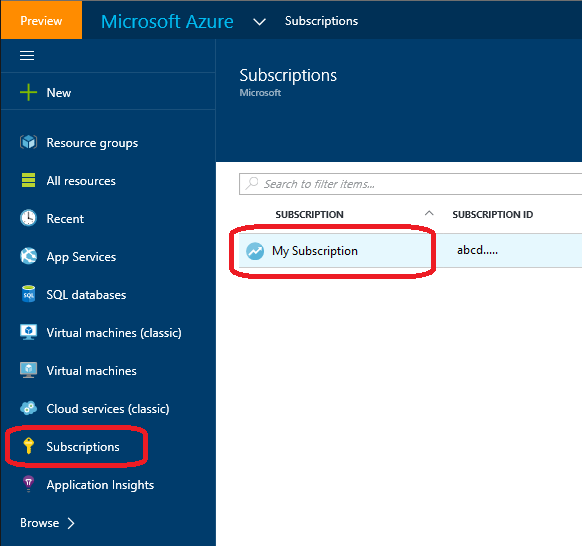 Preview
Microsoft Azure
Subscriptions
New
Resource groups
All resources
Recent
App Services
SQL databases
Virtual machines (classic)
Virtual machines
Cloud services (classic)
Subscriptions
Application Insights
Browse
Subscriptions
Microsoft
Search to filter items...
SUBSCRIPTION SUBSCRIPTION ID
My Subscription abcd.....